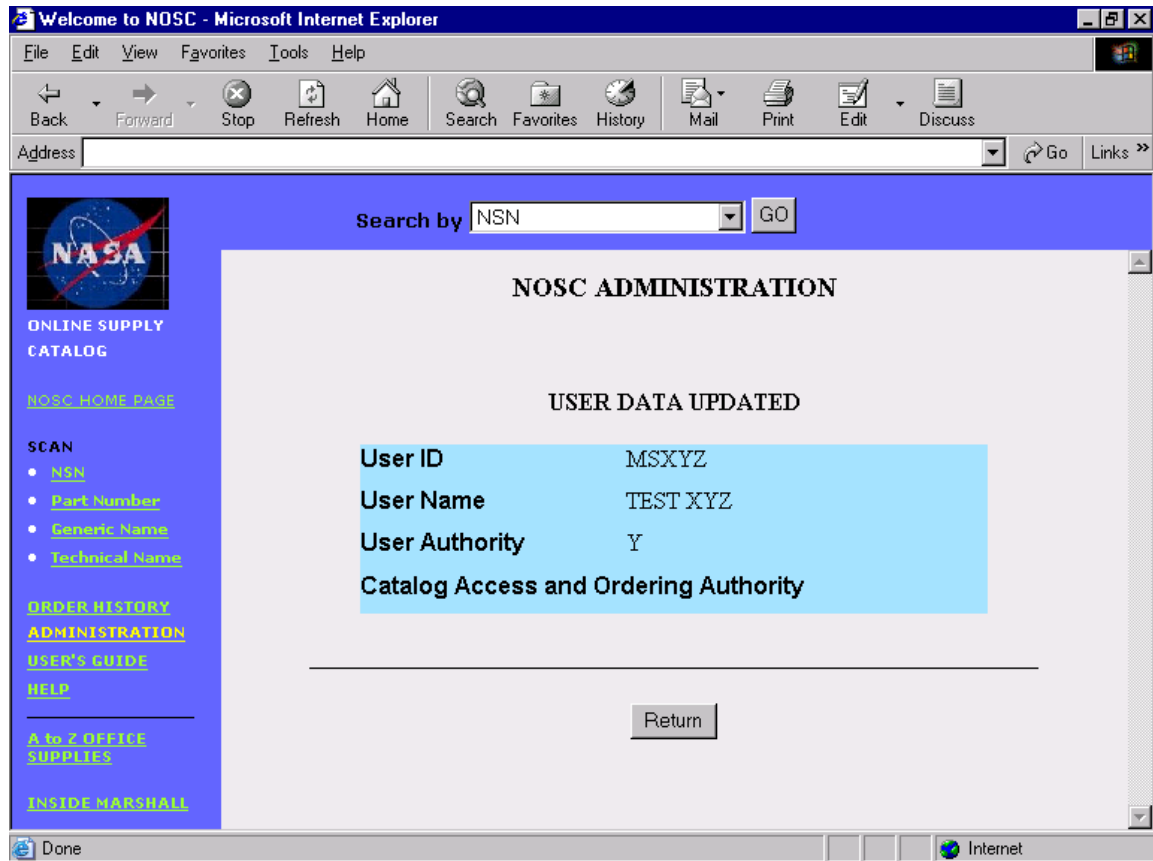 Welcome to NOSC - Microsoft Internet Explorer
File Edit View Favorites Tools Help
Back Forward Stop Refresh Home Search Favorites History Mail Print Edit Discuss
Address Go Links »
Search by NSN GO
NASA
ONLINE SUPPLY
CATALOG
NOSC HOME PAGE
SCAN
• NSN
• Part Number
• Generic Name
• Technical Name
ORDER HISTORY
ADMINISTRATION
USER'S GUIDE
HELP
A to Z OFFICE
SUPPLIES
INSIDE MARSHALL
NOSC ADMINISTRATION
USER DATA UPDATED
User ID MSXYZ
User Name TEST XYZ
User Authority Y
Catalog Access and Ordering Authority
Return
Done Internet